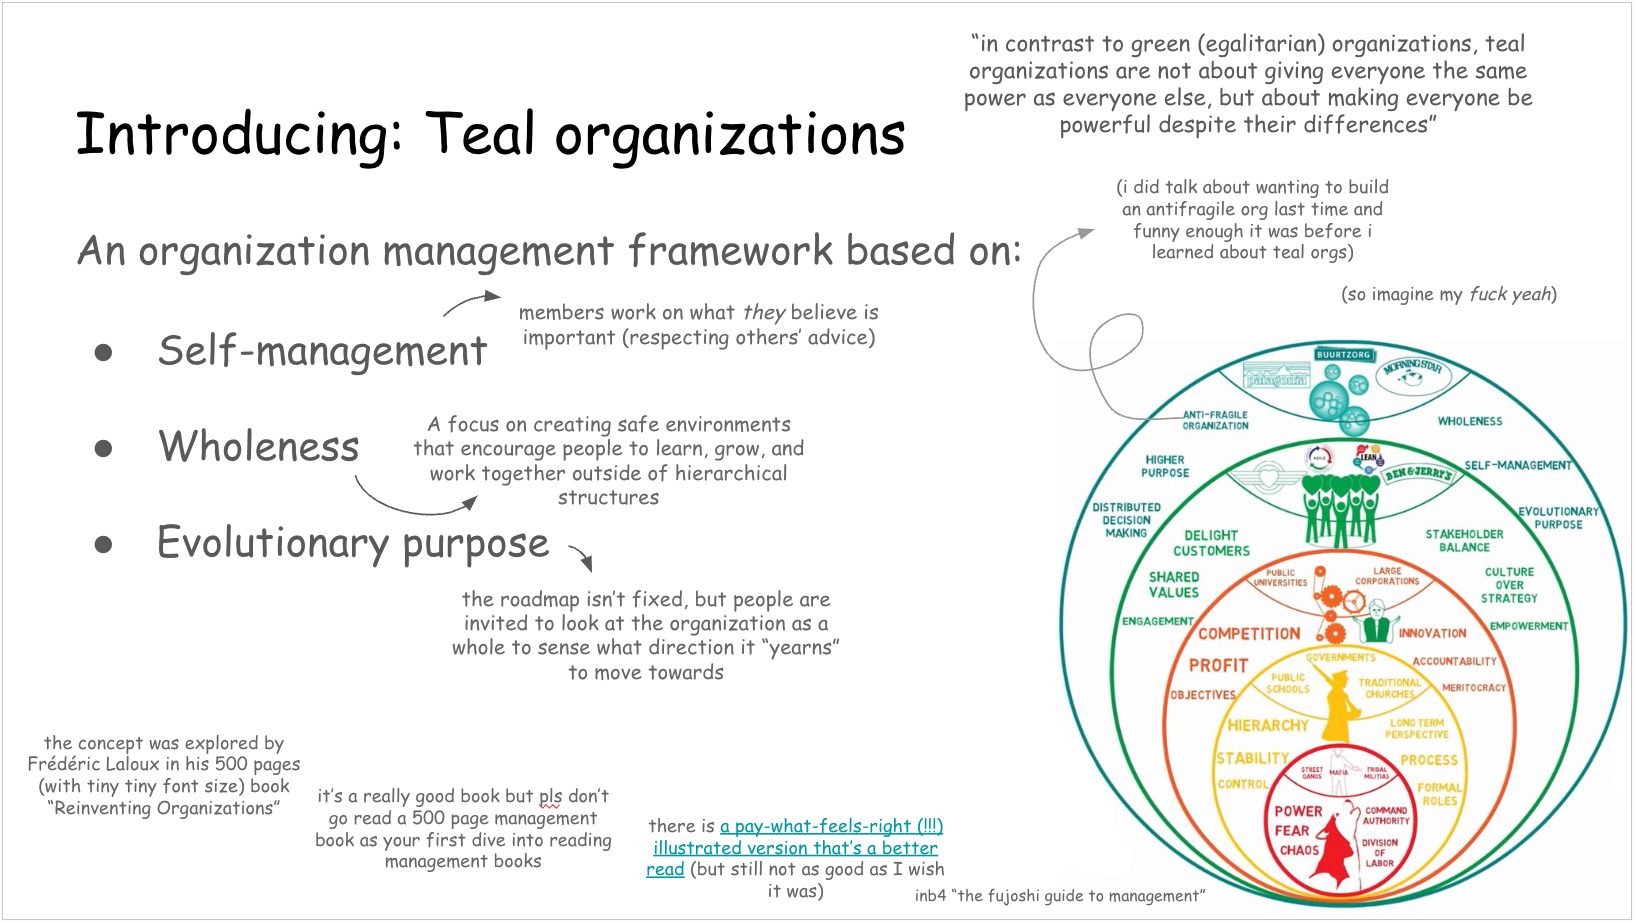 “in contrast to green (egalitarian) organizations, teal
organizations are not about giving everyone the same
power as everyone else, but about making everyone be
powerful despite their differences”
Introducing: Teal organizations
(i did talk about wanting to build
an antifragile org last time and
funny enough it was before i
learned about teal orgs)
(so imagine my fuck yeah)
An organization management framework based on:
● Self-management
members work on what they believe is
important (respecting others’ advice)
● Wholeness
A focus on creating safe environments
that encourage people to learn, grow, and
work together outside of hierarchical
structures
● Evolutionary purpose
the roadmap isn’t fixed, but people are
invited to look at the organization as a
whole to sense what direction it “yearns”
to move towards
the concept was explored by
Frédéric Laloux in his 500 pages
(with tiny tiny font size) book
“Reinventing Organizations”
it’s a really good book but pls don’t
go read a 500 page management
book as your first dive into reading
management books
there is a pay-what-feels-right (!!!)
illustrated version that’s a better
read (but still not as good as I wish
it was)
inb4 “the fujoshi guide to management”
BUURTZORG
patagonia
MORNING STAR
ANTI-FRAGILE
ORGANIZATION
WHOLENESS
HIGHER
PURPOSE
SELF-MANAGEMENT
DISTRIBUTED
DECISION
MAKING
EVOLUTIONARY
PURPOSE
AGILE
LEAN
BEN & JERRY'S
DELIGHT
CUSTOMERS
STAKEHOLDER
BALANCE
SHARED
VALUES
CULTURE
OVER
STRATEGY
ENGAGEMENT
EMPOWERMENT
PUBLIC
UNIVERSITIES
LARGE
CORPORATIONS
COMPETITION
INNOVATION
PROFIT
ACCOUNTABILITY
OBJECTIVES
MERITOCRACY
GOVERNMENTS
PUBLIC
SCHOOLS
TRADITIONAL
CHURCHES
HIERARCHY
LONG TERM
PERSPECTIVE
STABILITY
PROCESS
CONTROL
FORMAL
ROLES
STREET
GANGS
MAFIA
TRIBAL
MILITIAS
POWER
FEAR
CHAOS
COMMAND
AUTHORITY
DIVISION
OF
LABOR